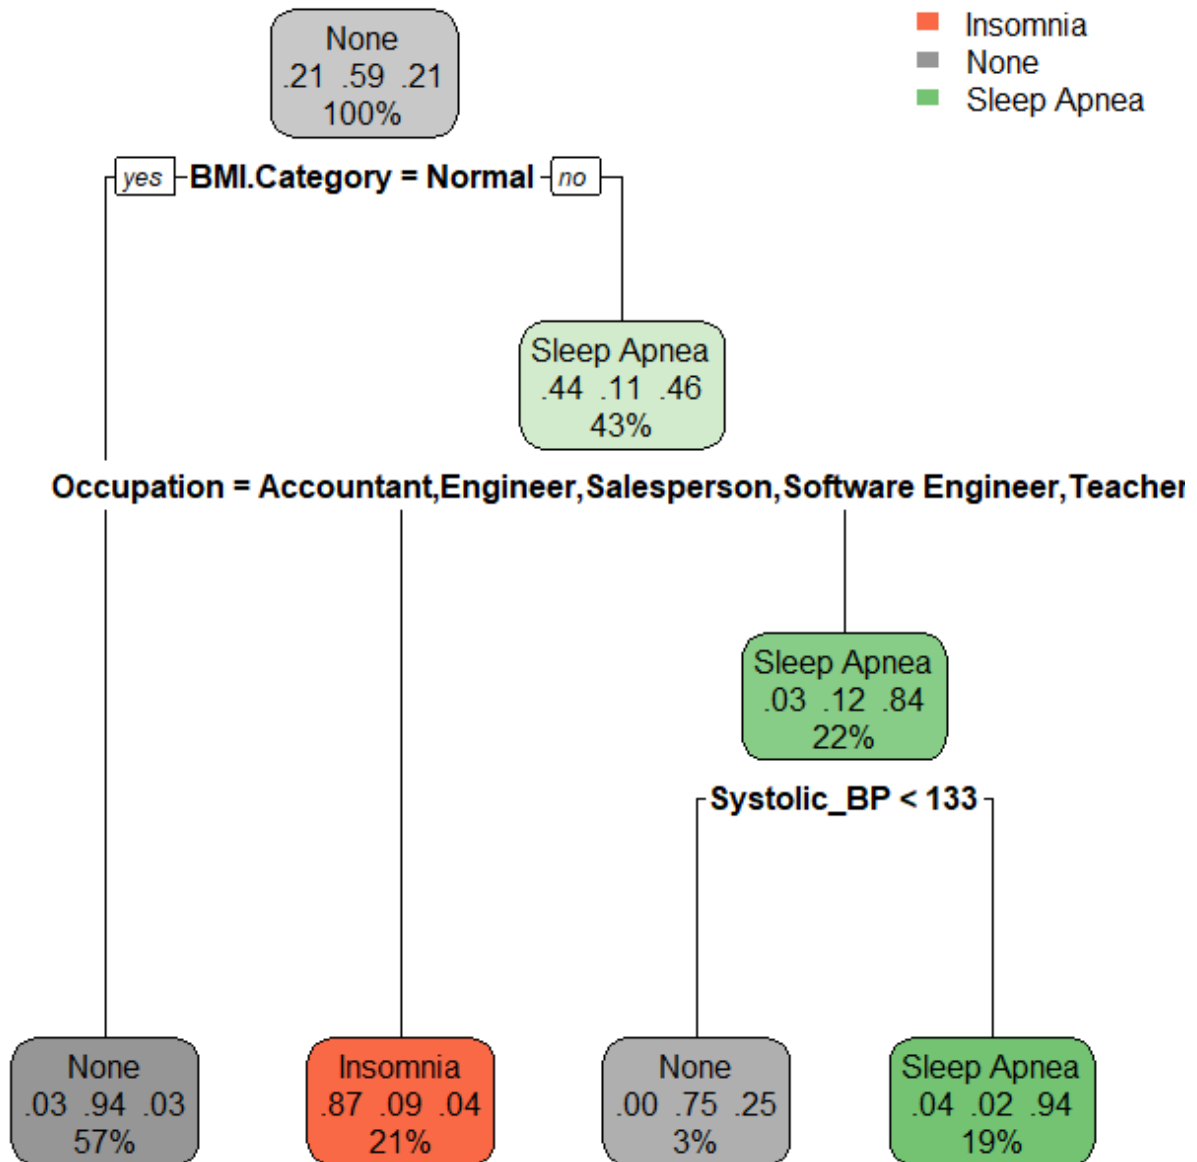 None
.21 .59 .21
100%
Insomnia
None
Sleep Apnea
yes BMI.Category = Normal no
Sleep Apnea
.44 .11 .46
43%
Occupation = Accountant,Engineer,Salesperson,Software Engineer,Teacher
Sleep Apnea
.03 .12 .84
22%
Systolic_BP < 133
None
.03 .94 .03
57%
Insomnia
.87 .09 .04
21%
None
.00 .75 .25
3%
Sleep Apnea
.04 .02 .94
19%